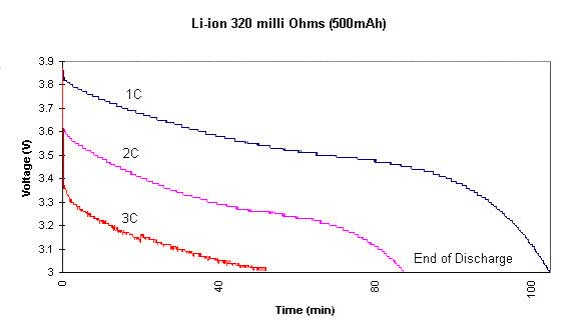 Li-ion 320 milli Ohms (500mAh)
Voltage (V)
3.9
3.8
3.7
3.6
3.5
3.4
3.3
3.2
3.1
3
1C
2C
3C
End of Discharge
0
40
80
100
Time (min)